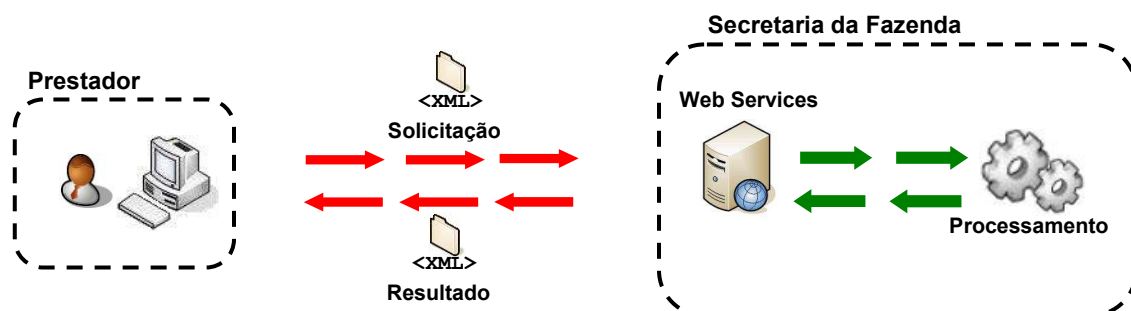 Secretaria da Fazenda
Prestador
<XML>
Solicitação
Web Services
Processamento
<XML>
Resultado